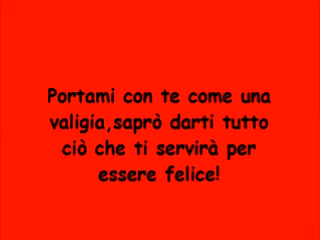 Portami con te come una
valigia,saprò darti tutto
ciò che ti servirà per
essere felice!